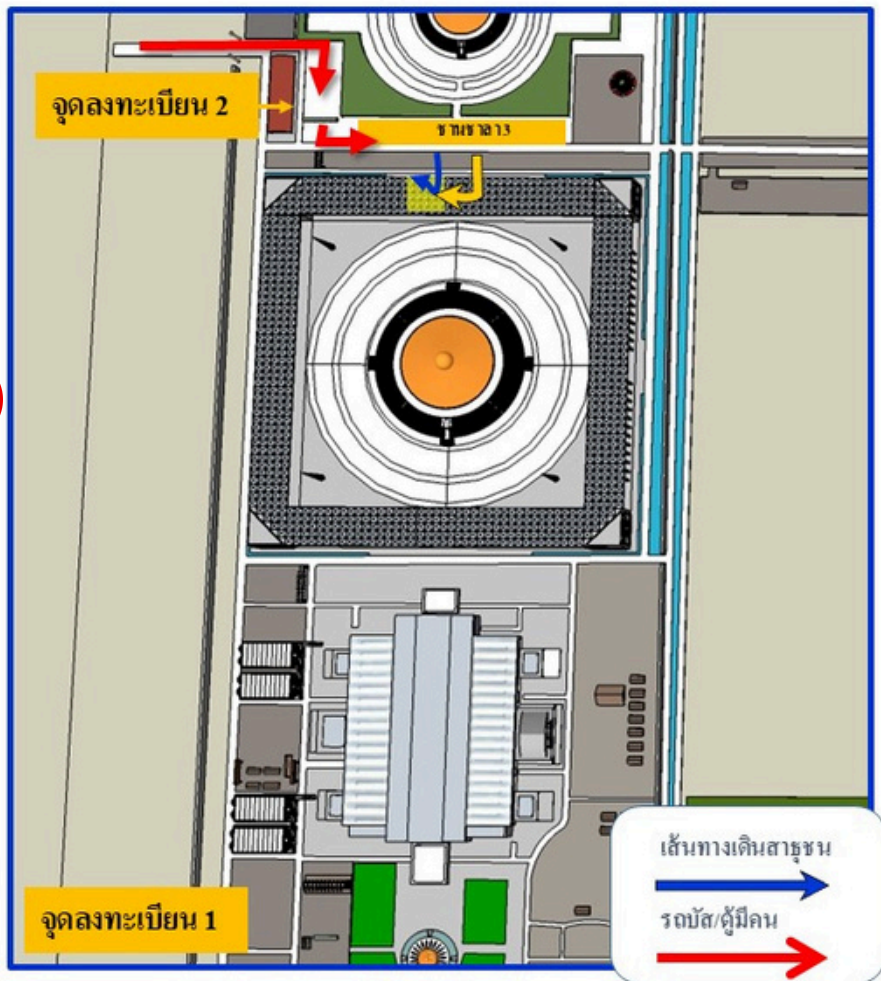 จุดลงทะเบียน 2
ชานชาลา3
จุดลงทะเบียน 1
เส้นทางเดินสาธุชน
รถบัส/ตู้มีคน